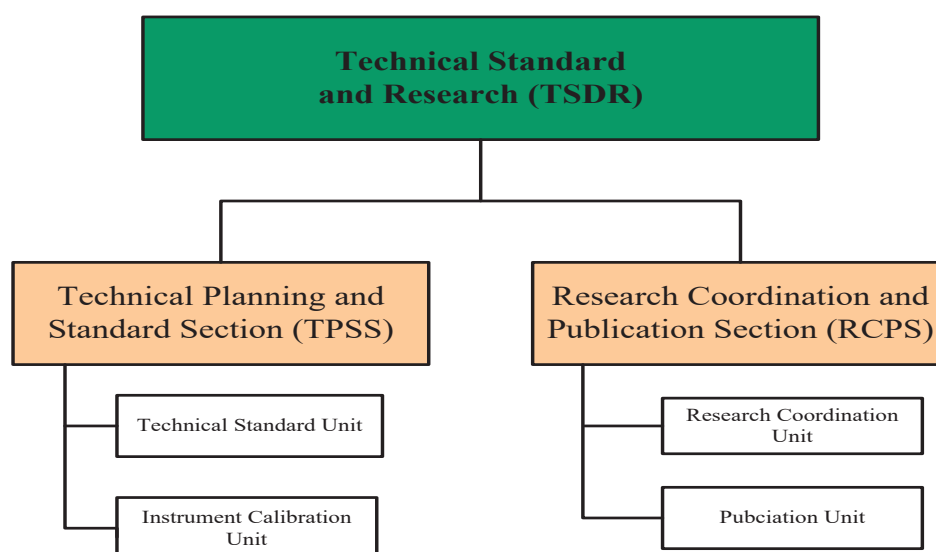 Technical Standard
and Research (TSDR)
Technical Planning and
Standard Section (TPSS)
Research Coordination and
Publication Section (RCPS)
Technical Standard Unit
Research Coordination
Unit
Instrument Calibration
Unit
Pubciation Unit